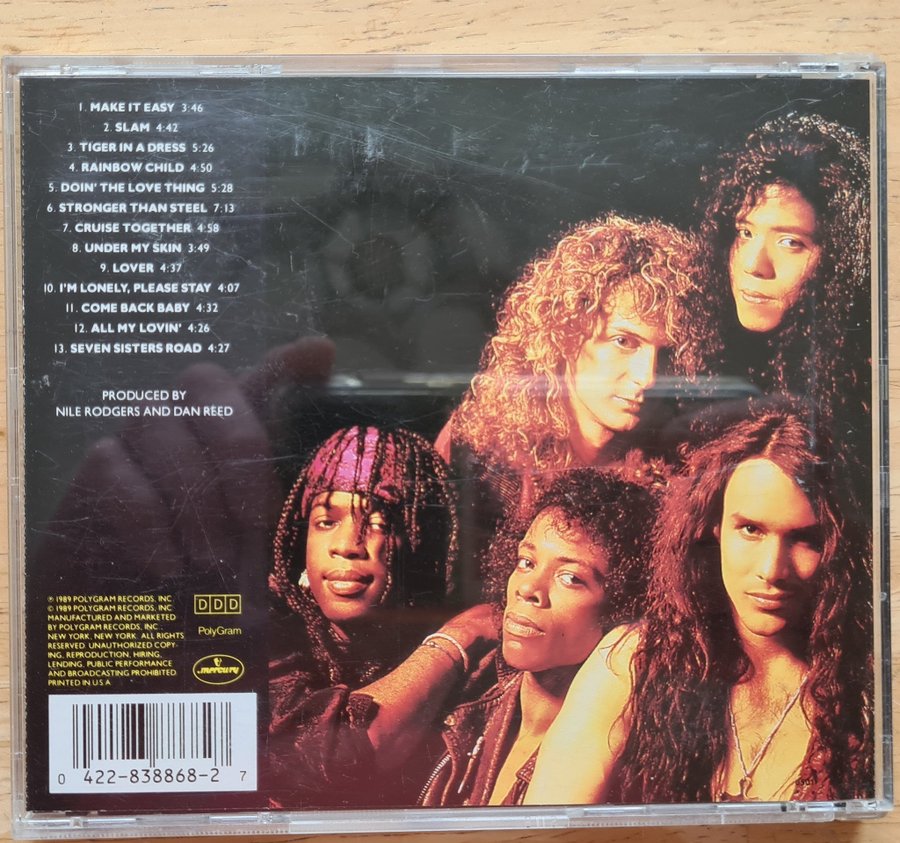 1. MAKE IT EASY 3:46
2. SLAM 4:42
3. TIGER IN A DRESS 5:26
4. RAINBOW CHILD 4:50
5. DOIN' THE LOVE THING 5:28
6. STRONGER THAN STEEL 7:13
7. CRUISE TOGETHER 4:58
8. UNDER MY SKIN 3:49
9. LOVER 4:37
10. I'M LONELY, PLEASE STAY 4:07
11. COME BACK BABY 4:32
12. ALL MY LOVIN' 4:26
13. SEVEN SISTERS ROAD 4:27
PRODUCED BY
NILE RODGERS AND DAN REED
℗ 1989 POLYGRAM RECORDS, INC.
© 1989 POLYGRAM RECORDS, INC
MANUFACTURED AND MARKETED
BY POLYGRAM RECORDS, INC.,
NEW YORK, NEW YORK. ALL RIGHTS
RESERVED. UNAUTHORIZED COPY-
ING, REPRODUCTION, HIRING,
LENDING, PUBLIC PERFORMANCE
AND BROADCASTING PROHIBITED.
PRINTED IN U S A
DDD
PolyGram
mercury
0 422-838868-2 7